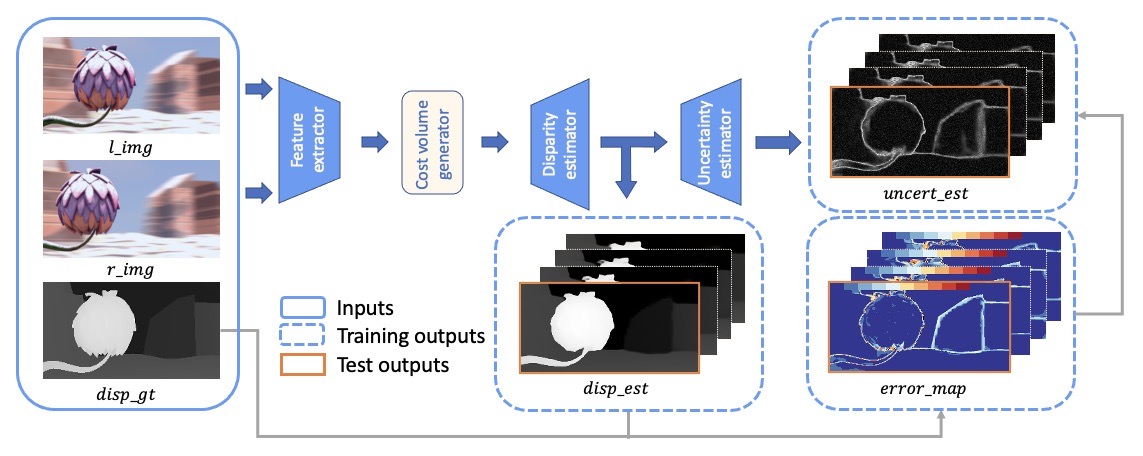 l_img
r_img
disp_gt
Feature
extractor
Cost volume
generator
Disparity
estimator
Uncertainty
estimator
uncert_est
disp_est
error_map
Inputs
Training outputs
Test outputs